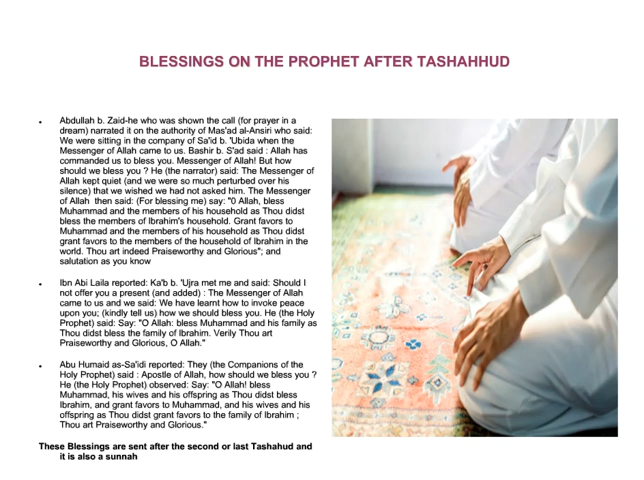 BLESSINGS ON THE PROPHET AFTER TASHAHHUD
• Abdullah b. Zaid-he who was shown the call (for prayer in a
dream) narrated it on the authority of Mas'ad al-Ansiri who said:
We were sitting in the company of Sa'id b. 'Ubida when the
Messenger of Allah came to us. Bashir b. S'ad said : Allah has
commanded us to bless you. Messenger of Allah! But how
should we bless you ? He (the narrator) said: The Messenger of
Allah kept quiet (and we were so much perturbed over his
silence) that we wished we had not asked him. The Messenger
of Allah then said: (For blessing me) say: "0 Allah, bless
Muhammad and the members of his household as Thou didst
bless the members of Ibrahim's household. Grant favors to
Muhammad and the members of his household as Thou didst
grant favors to the members of the household of Ibrahim in the
world. Thou art indeed Praiseworthy and Glorious"; and
salutation as you know
• Ibn Abi Laila reported: Ka'b b. 'Ujra met me and said: Should I
not offer you a present (and added) : The Messenger of Allah
came to us and we said: We have learnt how to invoke peace
upon you; (kindly tell us) how we should bless you. He (the Holy
Prophet) said: Say: "O Allah: bless Muhammad and his family as
Thou didst bless the family of Ibrahim. Verily Thou art
Praiseworthy and Glorious, O Allah."
• Abu Humaid as-Sa'idi reported: They (the Companions of the
Holy Prophet) said : Apostle of Allah, how should we bless you ?
He (the Holy Prophet) observed: Say: "O Allah! bless
Muhammad, his wives and his offspring as Thou didst bless
Ibrahim, and grant favors to Muhammad, and his wives and his
offspring as Thou didst grant favors to the family of Ibrahim ;
Thou art Praiseworthy and Glorious."
These Blessings are sent after the second or last Tashahud and
it is also a sunnah